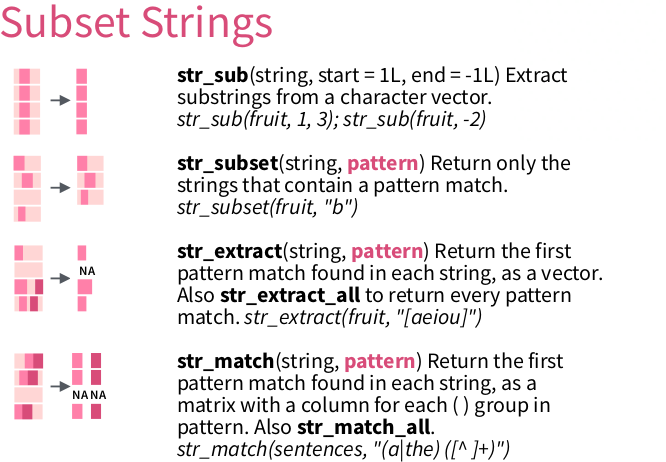 Subset Strings
str_sub(string, start = 1L, end = -1L) Extract
substrings from a character vector.
str_sub(fruit, 1, 3); str_sub(fruit, -2)
str_subset(string, pattern) Return only the
strings that contain a pattern match.
str_subset(fruit, "b")
str_extract(string, pattern) Return the first
NA
pattern match found in each string, as a vector.
Also str_extract_all to return every pattern
match. str_extract(fruit, "[aeiou]")
str_match(string, pattern) Return the first
pattern match found in each string, as a
NA NA
matrix with a column for each ( ) group in
pattern. Also str_match_all.
str_match(sentences, "(a|the) ([^ ]+)")